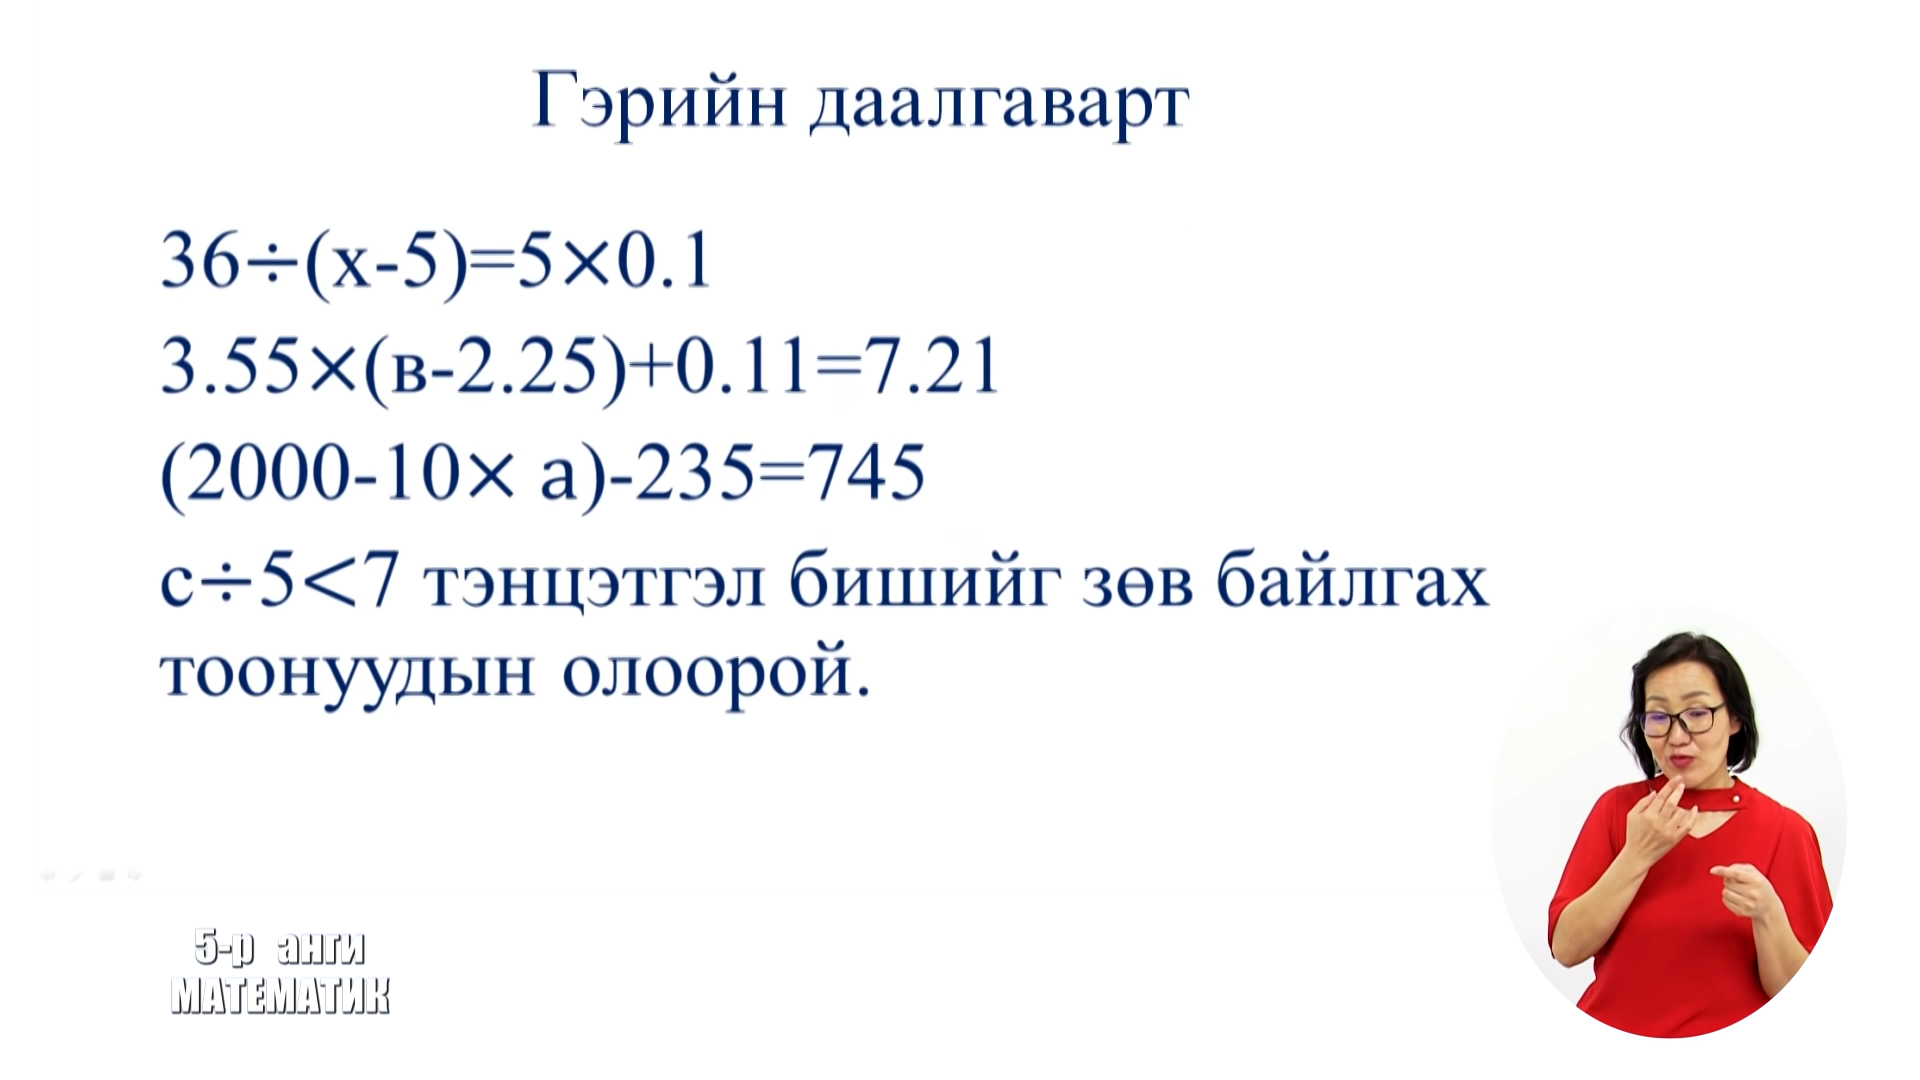 Гэрийн даалгаварт
36÷(x-5)=5×0.1
3.55×(в-2.25)+0.11=7.21
(2000-10× а)-235=745
с÷5<7 тэнцэтгэл бишийг зөв байлгах
тоонуудын олоорой.
5-р анги
МАТЕМАТИК